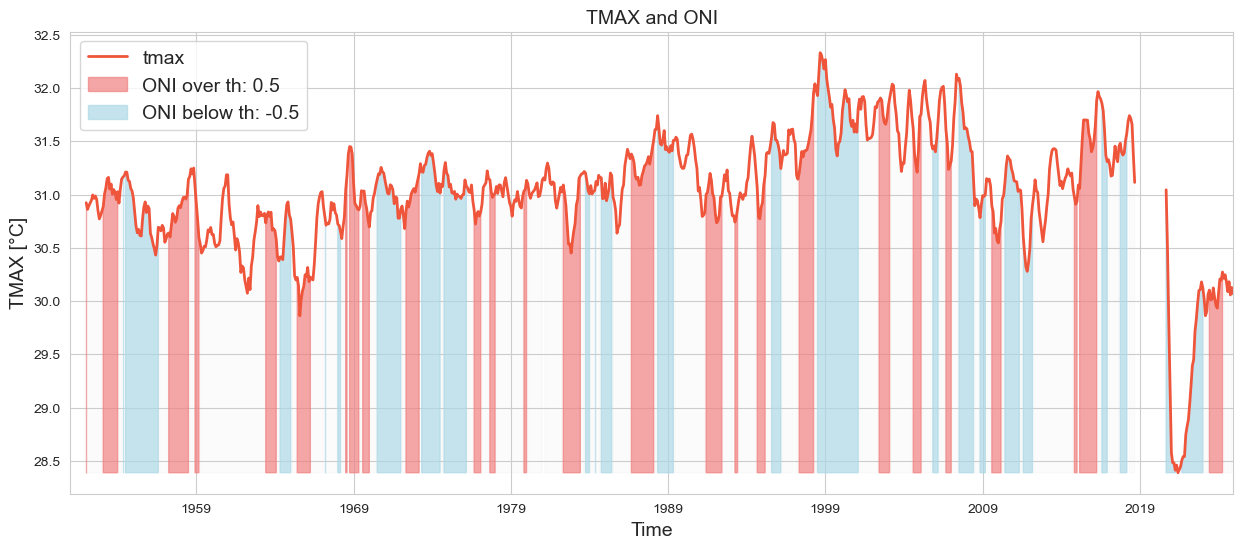 TMAX and ONI
tmax
ONI over th: 0.5
ONI below th: -0.5
TMAX [°C]
32.5
32.0
31.5
31.0
30.5
30.0
29.5
29.0
28.5
1959 1969 1979 1989 1999 2009 2019
Time